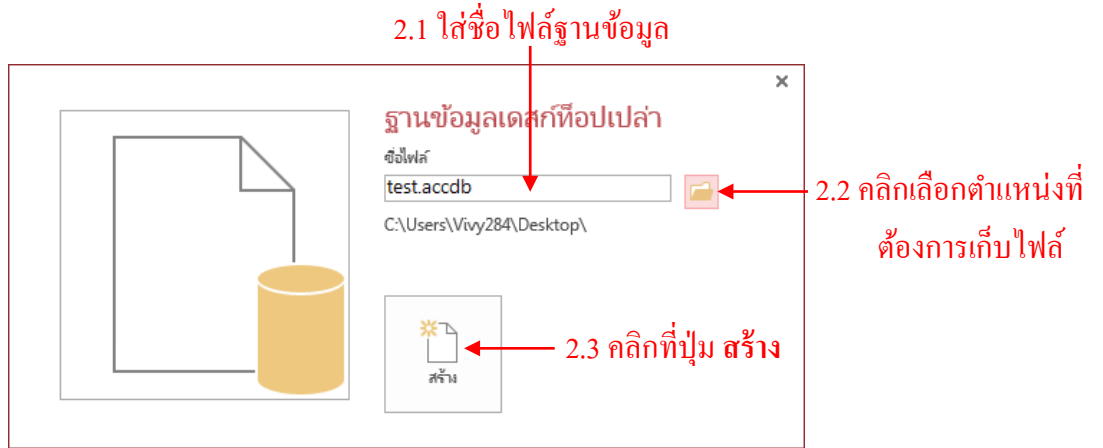 2.1 ใส่ชื่อไฟล์ฐานข้อมูล
ฐานข้อมูลเดสก์ท็อปเปล่า
ชื่อไฟล์
test.accdb
C:\Users\Vivy284\Desktop\
2.2 คลิกเลือกตำแหน่งที่
ต้องการเก็บไฟล์
2.3 คลิกที่ปุ่ม สร้าง
สร้าง